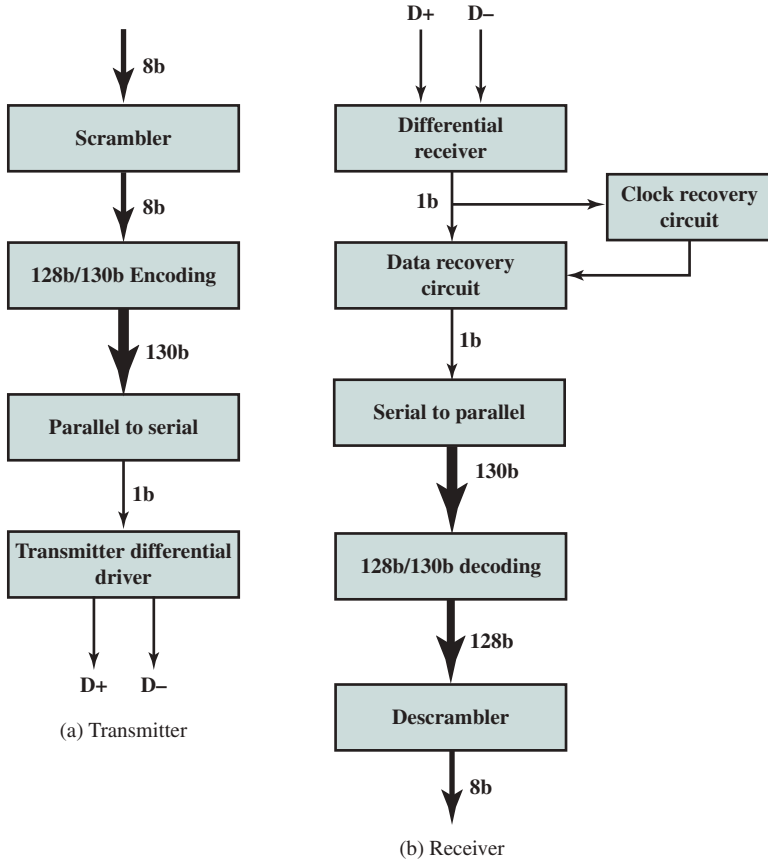 8b
Scrambler
8b
128b/130b Encoding
130b
Parallel to serial
1b
Transmitter differential
driver
D+ D–
(a) Transmitter
D+ D–
Differential
receiver
1b
Clock recovery
circuit
Data recovery
circuit
1b
Serial to parallel
130b
128b/130b decoding
128b
Descrambler
8b
(b) Receiver